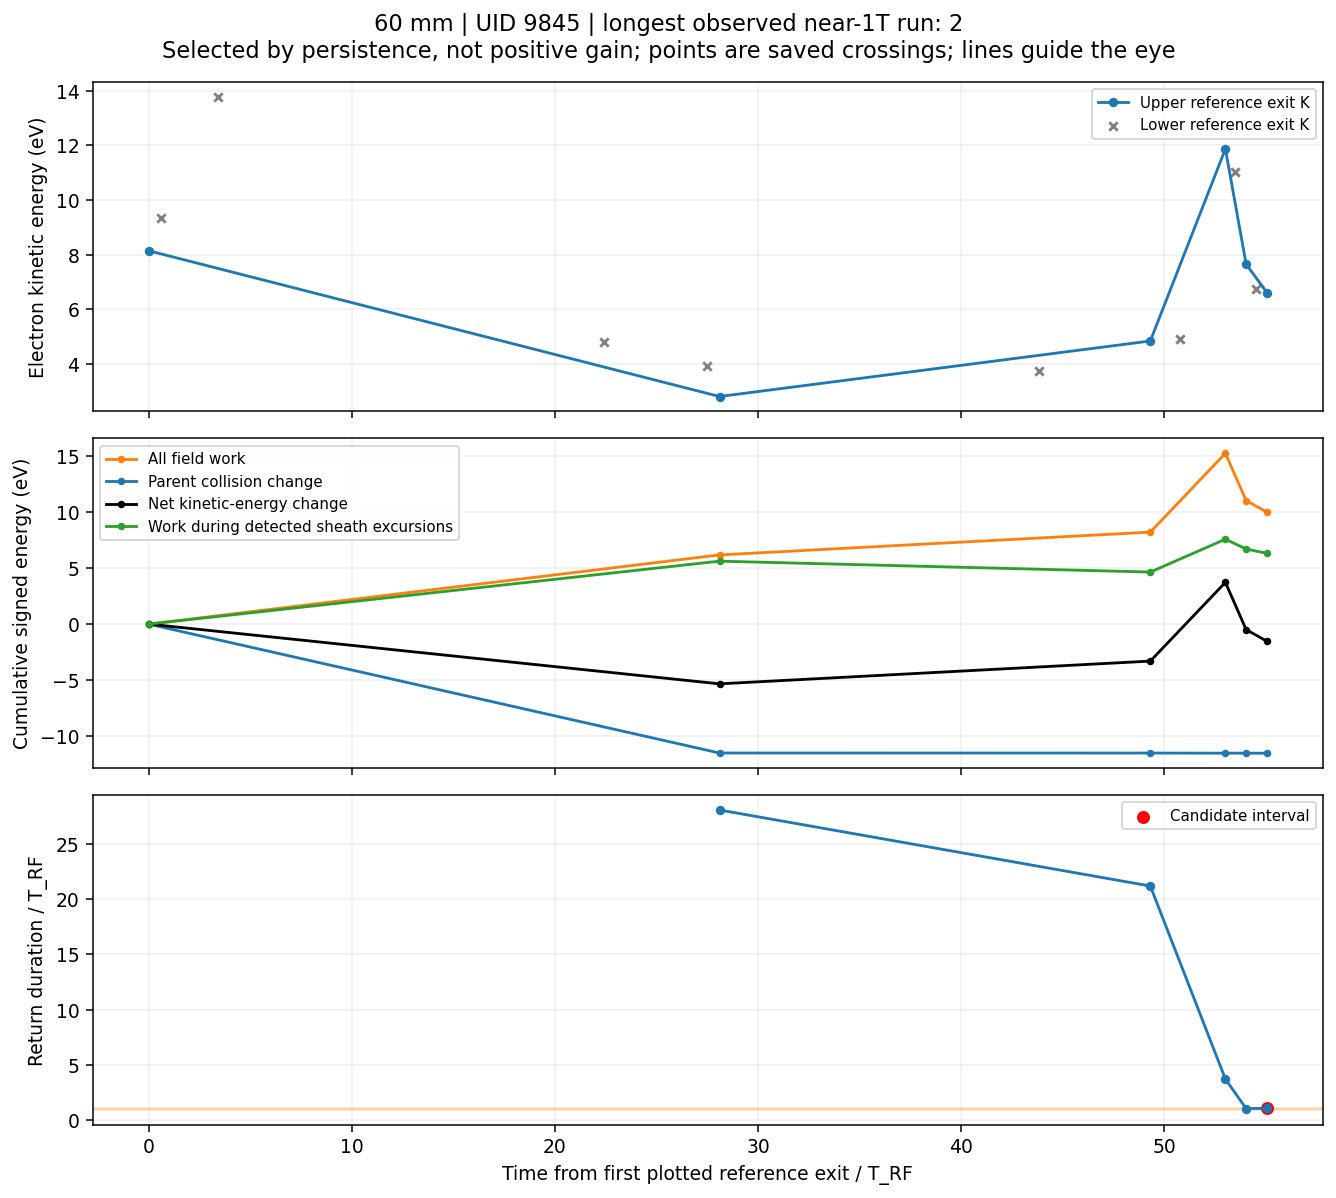 60 mm | UID 9845 | longest observed near-1T run: 2
Selected by persistence, not positive gain; points are saved crossings; lines guide the eye
Electron kinetic energy (eV)
14
12
10
8
6
4
Upper reference exit K
Lower reference exit K
Cumulative signed energy (eV)
15
10
5
0
−5
−10
All field work
Parent collision change
Net kinetic-energy change
Work during detected sheath excursions
Return duration / T_RF
25
20
15
10
5
0
Candidate interval
0
10
20
30
40
50
Time from first plotted reference exit / T_RF